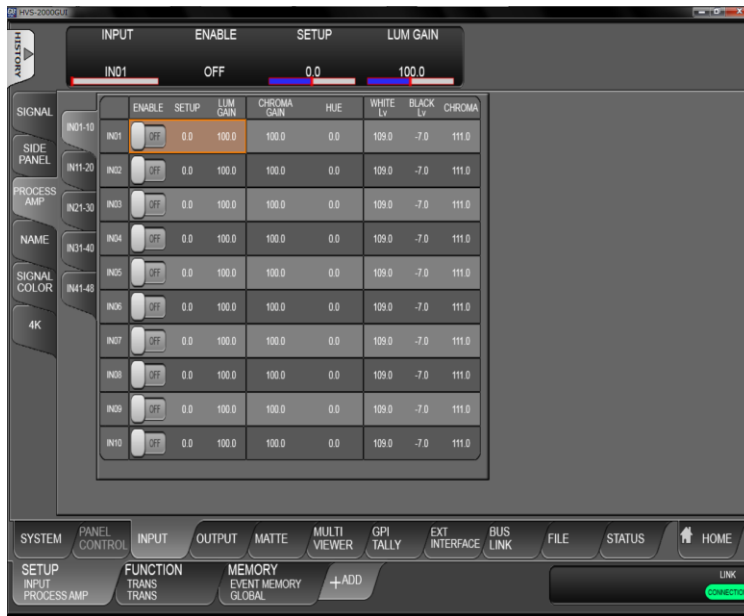 HVS-2000GUI
HISTORY
INPUT ENABLE SETUP LUM GAIN
IN01 OFF 0.0 100.0
SIGNAL
SIDE PANEL
PROCESS AMP
NAME
SIGNAL COLOR
4K
IN01-10
IN11-20
IN21-30
IN31-40
IN41-48
ENABLE SETUP LUM GAIN CHROMA GAIN HUE WHITE Lv BLACK Lv CHROMA
IN01 OFF 0.0 100.0 100.0 0.0 109.0 -7.0 111.0
IN02 OFF 0.0 100.0 100.0 0.0 109.0 -7.0 111.0
IN03 OFF 0.0 100.0 100.0 0.0 109.0 -7.0 111.0
IN04 OFF 0.0 100.0 100.0 0.0 109.0 -7.0 111.0
IN05 OFF 0.0 100.0 100.0 0.0 109.0 -7.0 111.0
IN06 OFF 0.0 100.0 100.0 0.0 109.0 -7.0 111.0
IN07 OFF 0.0 100.0 100.0 0.0 109.0 -7.0 111.0
IN08 OFF 0.0 100.0 100.0 0.0 109.0 -7.0 111.0
IN09 OFF 0.0 100.0 100.0 0.0 109.0 -7.0 111.0
IN10 OFF 0.0 100.0 100.0 0.0 109.0 -7.0 111.0
SYSTEM PANEL CONTROL INPUT OUTPUT MATTE MULTI VIEWER GPI TALLY EXT INTERFACE BUS LINK FILE STATUS HOME
SETUP FUNCTION MEMORY
INPUT TRANS EVENT MEMORY +ADD LINK
PROCESS AMP TRANS GLOBAL CONNECTION